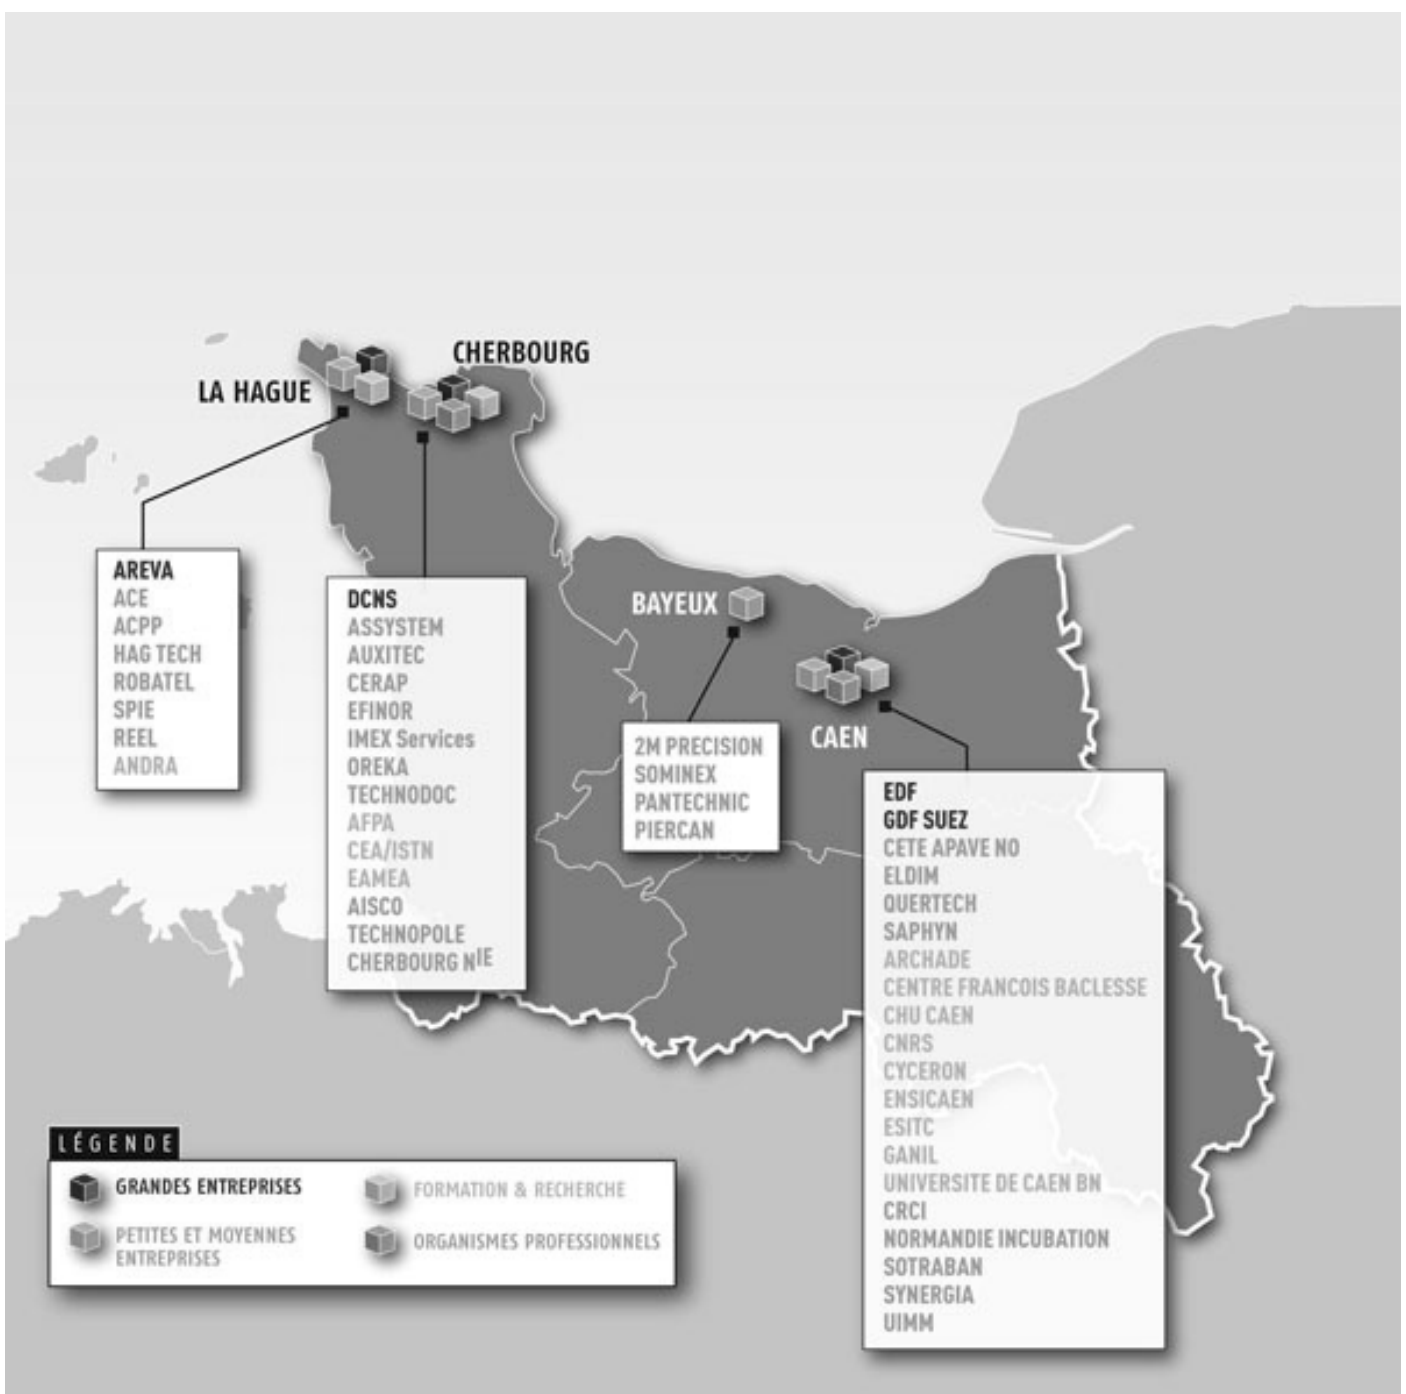 CHERBOURG
LA HAGUE
AREVA
ACE
ACPP
HAG TECH
ROBATEL
SPIE
REEL
ANDRA
DCNS
ASSYSTEM
AUXITEC
CERAP
EFINOR
IMEX Services
OREKA
TECHNODOC
AFPA
CEA/ISTN
EAMEA
AISCO
TECHNOPOLE
CHERBOURG NIE
BAYEUX
2M PRECISION
SOMINEX
PANTECHNIC
PIERCAN
CAEN
EDF
GDF SUEZ
CETE APAVE NO
ELDIM
QUERTECH
SAPHYN
ARCHADE
CENTRE FRANCOIS BACLESSE
CHU CAEN
CNRS
CYCERON
ENSICAEN
ESITC
GANIL
UNIVERSITE DE CAEN BN
CRCI
NORMANDIE INCUBATION
SOTRABAN
SYNERGIA
UIMM
LÉGENDE
GRANDES ENTREPRISES
PETITES ET MOYENNES
ENTREPRISES
FORMATION & RECHERCHE
ORGANISMES PROFESSIONNELS